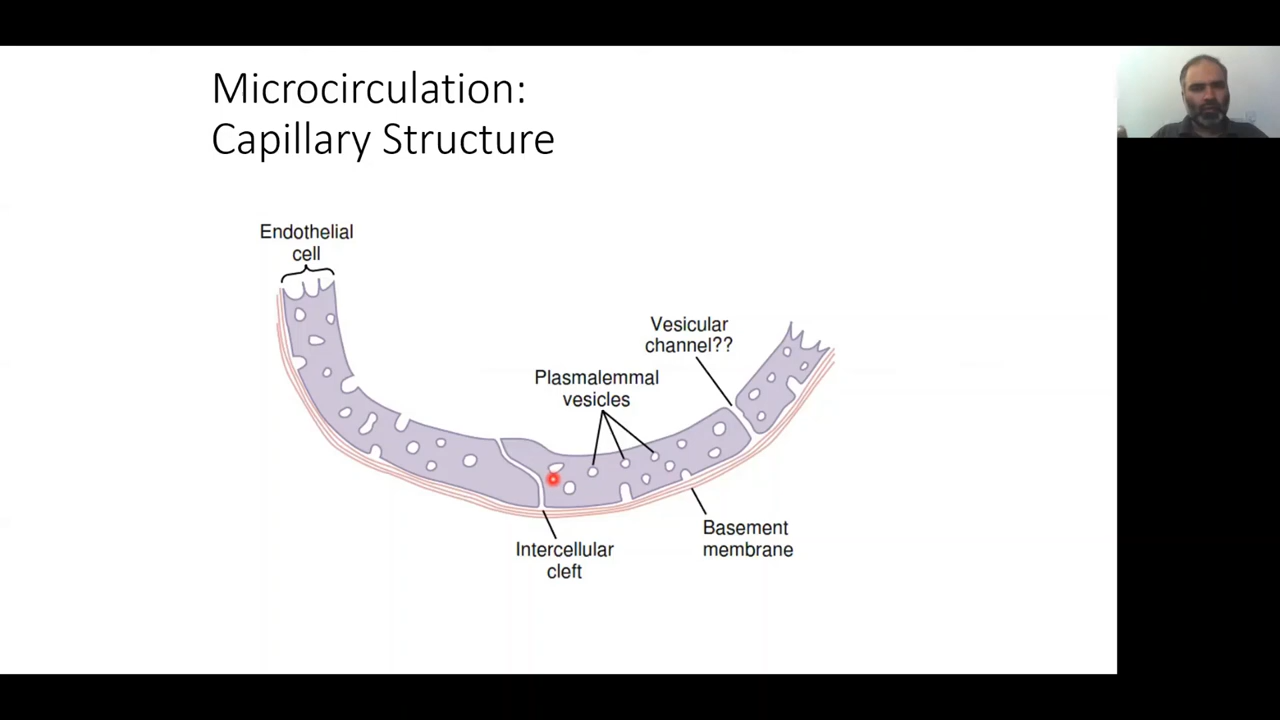 Microcirculation:
Capillary Structure
Endothelial
cell
Vesicular
channel??
Plasmalemmal
vesicles
Basement
membrane
Intercellular
cleft